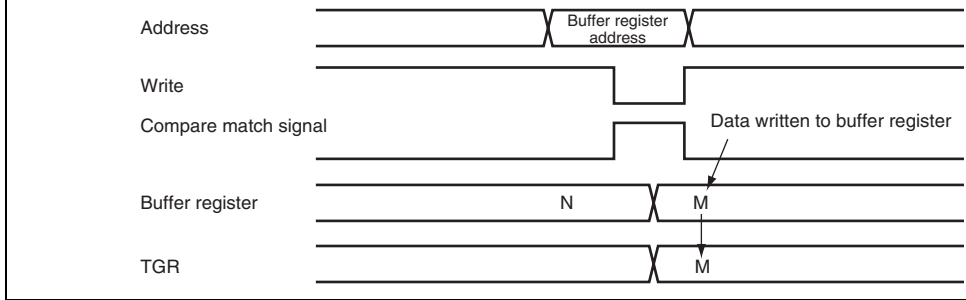 Address
Buffer register
address
Write
Compare match signal
Data written to buffer register
Buffer register
N
M
TGR
M